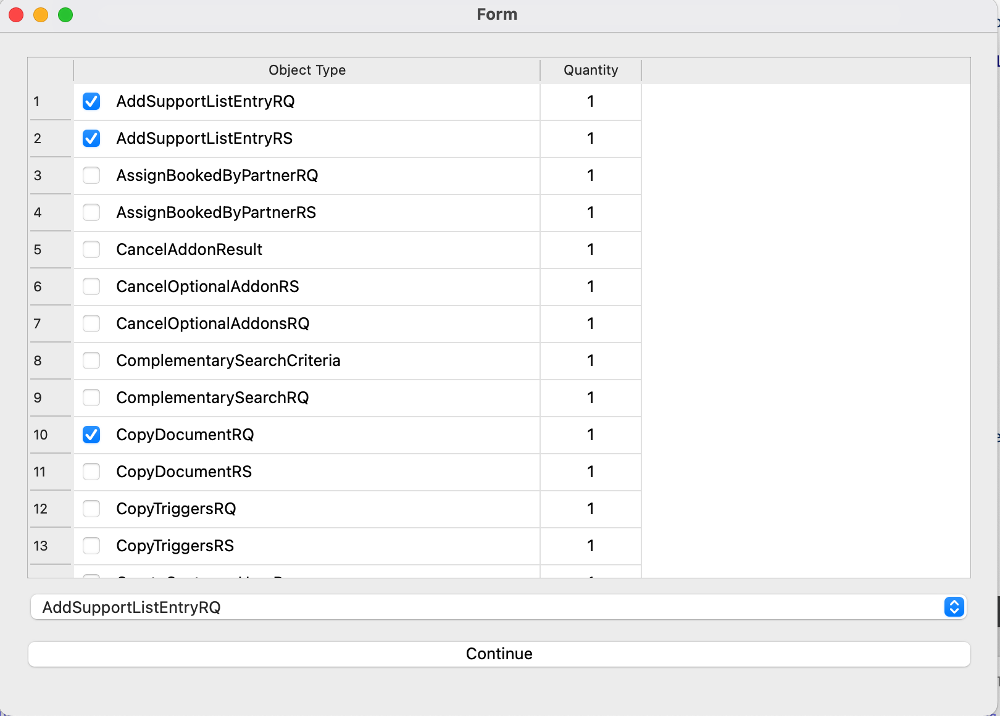 Form
Object Type Quantity
1 AddSupportListEntryRQ 1
2 AddSupportListEntryRS 1
3 AssignBookedByPartnerRQ 1
4 AssignBookedByPartnerRS 1
5 CancelAddonResult 1
6 CancelOptionalAddonRS 1
7 CancelOptionalAddonsRQ 1
8 ComplementarySearchCriteria 1
9 ComplementarySearchRQ 1
10 CopyDocumentRQ 1
11 CopyDocumentRS 1
12 CopyTriggersRQ 1
13 CopyTriggersRS 1
AddSupportListEntryRQ
Continue